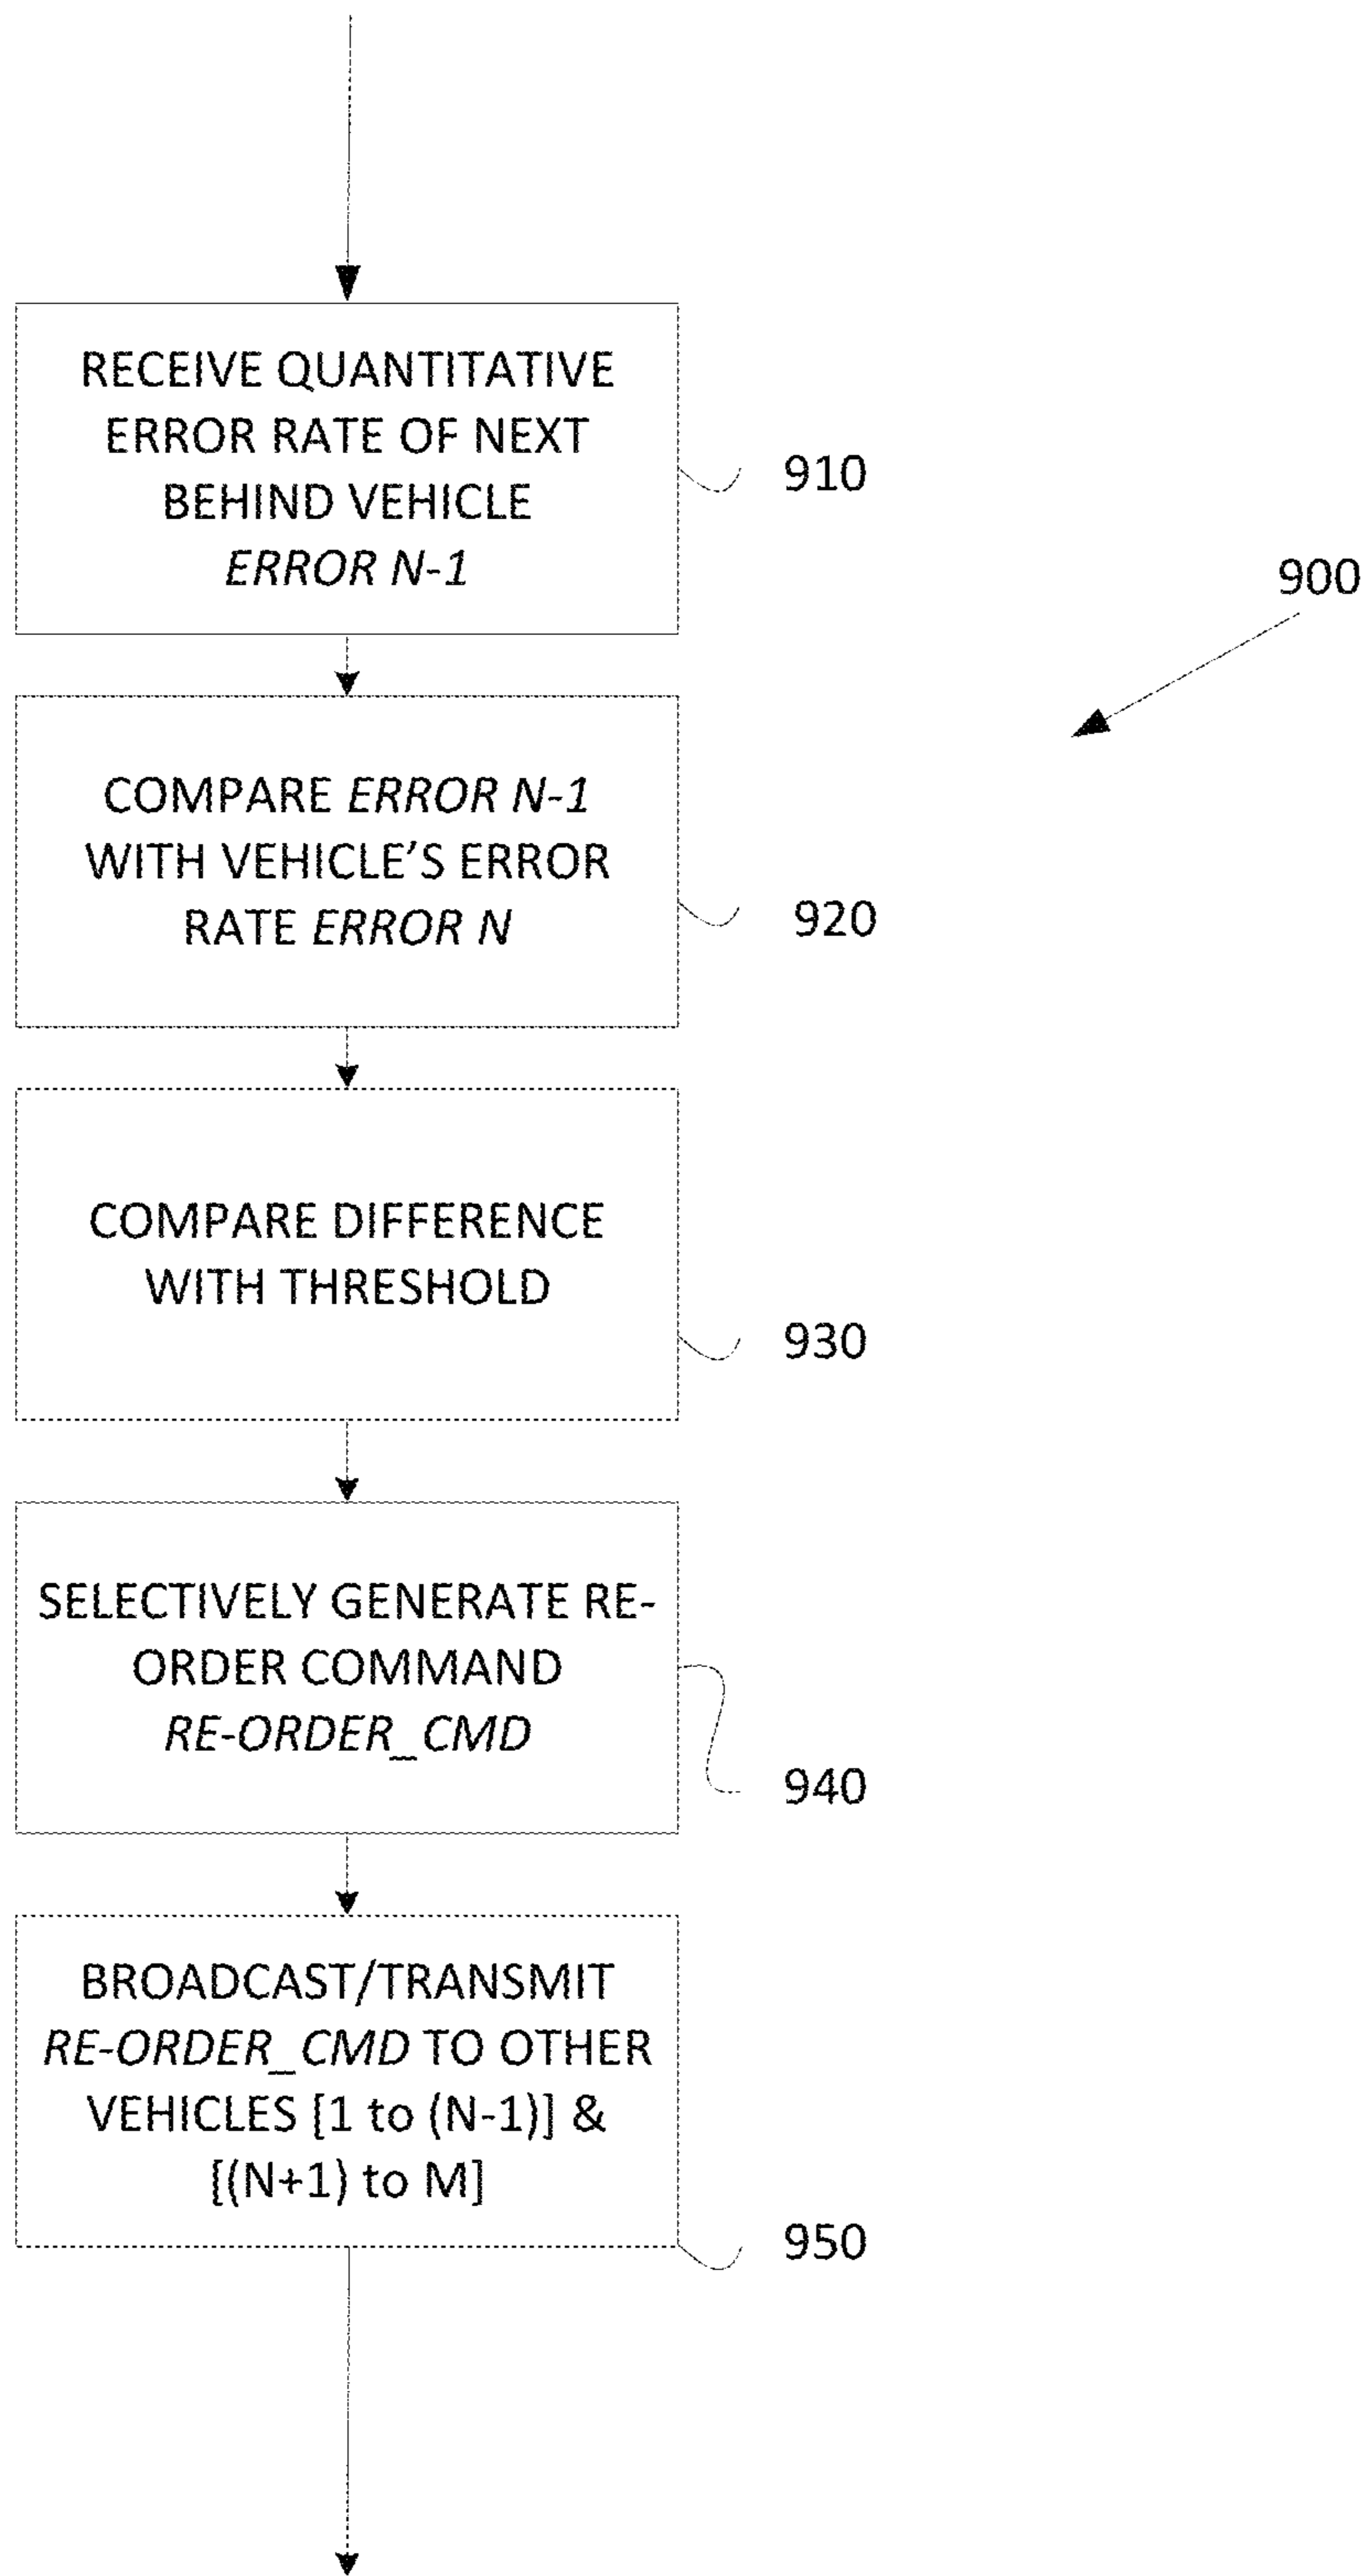 RECEIVE QUANTITATIVE
ERROR RATE OF NEXT
BEHIND VEHICLE
ERROR N-1
910
900
COMPARE ERROR N-1
WITH VEHICLE'S ERROR
RATE ERROR N
920
COMPARE DIFFERENCE
WITH THRESHOLD
930
SELECTIVELY GENERATE RE-
ORDER COMMAND
RE-ORDER_CMD
940
BROADCAST/TRANSMIT
RE-ORDER_CMD TO OTHER
VEHICLES [1 to (N-1)] &
[(N+1) to M]
950